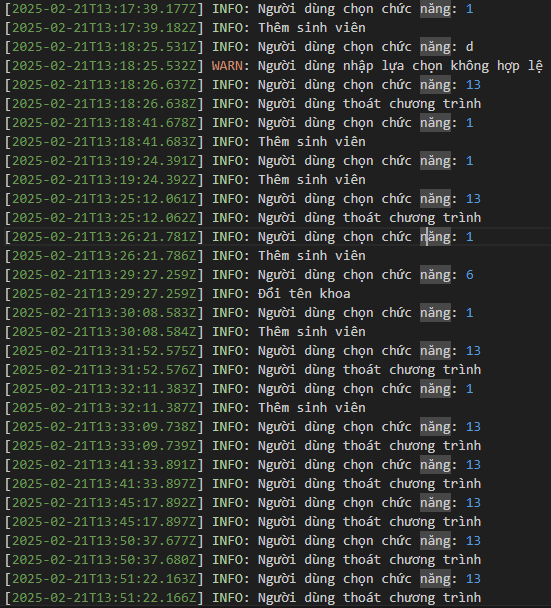 [2025-02-21T13:17:39.177Z] INFO: Người dùng chọn chức năng: 1
[2025-02-21T13:17:39.182Z] INFO: Thêm sinh viên
[2025-02-21T13:18:25.531Z] INFO: Người dùng chọn chức năng: d
[2025-02-21T13:18:25.532Z] WARN: Người dùng nhập lựa chọn không hợp lệ
[2025-02-21T13:18:26.637Z] INFO: Người dùng chọn chức năng: 13
[2025-02-21T13:18:26.638Z] INFO: Người dùng thoát chương trình
[2025-02-21T13:18:41.678Z] INFO: Người dùng chọn chức năng: 1
[2025-02-21T13:18:41.683Z] INFO: Thêm sinh viên
[2025-02-21T13:19:24.391Z] INFO: Người dùng chọn chức năng: 1
[2025-02-21T13:19:24.392Z] INFO: Thêm sinh viên
[2025-02-21T13:25:12.061Z] INFO: Người dùng chọn chức năng: 13
[2025-02-21T13:25:12.062Z] INFO: Người dùng thoát chương trình
[2025-02-21T13:26:21.781Z] INFO: Người dùng chọn chức năng: 1
[2025-02-21T13:26:21.786Z] INFO: Thêm sinh viên
[2025-02-21T13:29:27.259Z] INFO: Người dùng chọn chức năng: 6
[2025-02-21T13:29:27.259Z] INFO: Đổi tên khoa
[2025-02-21T13:30:08.583Z] INFO: Người dùng chọn chức năng: 1
[2025-02-21T13:30:08.584Z] INFO: Thêm sinh viên
[2025-02-21T13:31:52.575Z] INFO: Người dùng chọn chức năng: 13
[2025-02-21T13:31:52.576Z] INFO: Người dùng thoát chương trình
[2025-02-21T13:32:11.383Z] INFO: Người dùng chọn chức năng: 1
[2025-02-21T13:32:11.387Z] INFO: Thêm sinh viên
[2025-02-21T13:33:09.738Z] INFO: Người dùng chọn chức năng: 13
[2025-02-21T13:33:09.739Z] INFO: Người dùng thoát chương trình
[2025-02-21T13:41:33.891Z] INFO: Người dùng chọn chức năng: 13
[2025-02-21T13:41:33.897Z] INFO: Người dùng thoát chương trình
[2025-02-21T13:45:17.892Z] INFO: Người dùng chọn chức năng: 13
[2025-02-21T13:45:17.897Z] INFO: Người dùng thoát chương trình
[2025-02-21T13:50:37.677Z] INFO: Người dùng chọn chức năng: 13
[2025-02-21T13:50:37.680Z] INFO: Người dùng thoát chương trình
[2025-02-21T13:51:22.163Z] INFO: Người dùng chọn chức năng: 13
[2025-02-21T13:51:22.166Z] INFO: Người dùng thoát chương trình